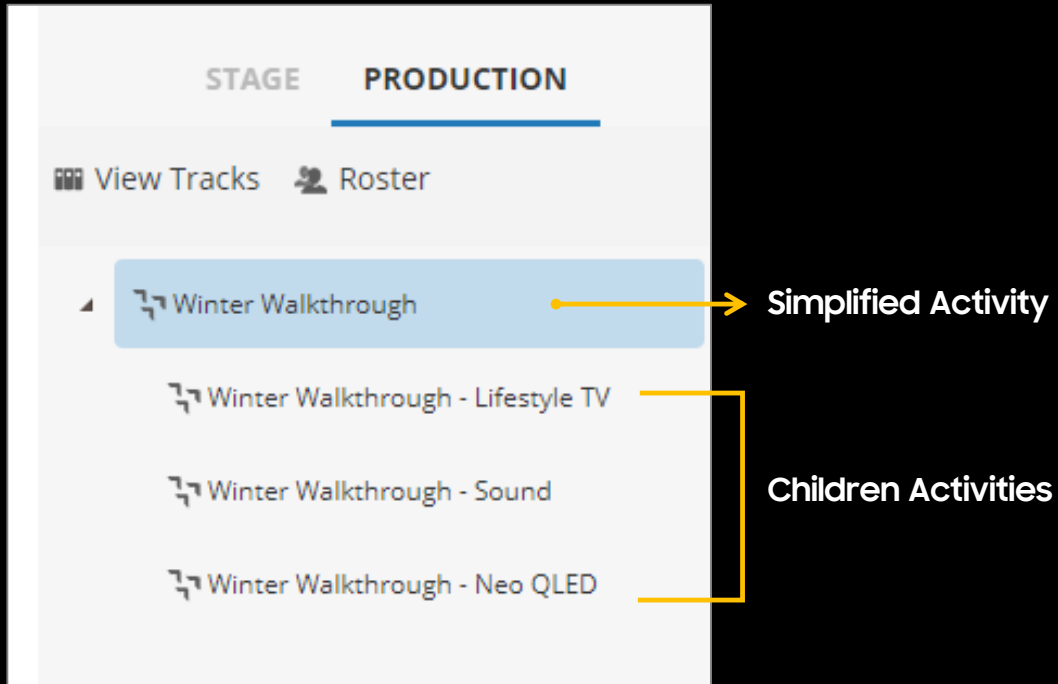 STAGE PRODUCTION
View Tracks Roster
Winter Walkthrough
Simplified Activity
Winter Walkthrough - Lifestyle TV
Winter Walkthrough - Sound
Children Activities
Winter Walkthrough - Neo QLED